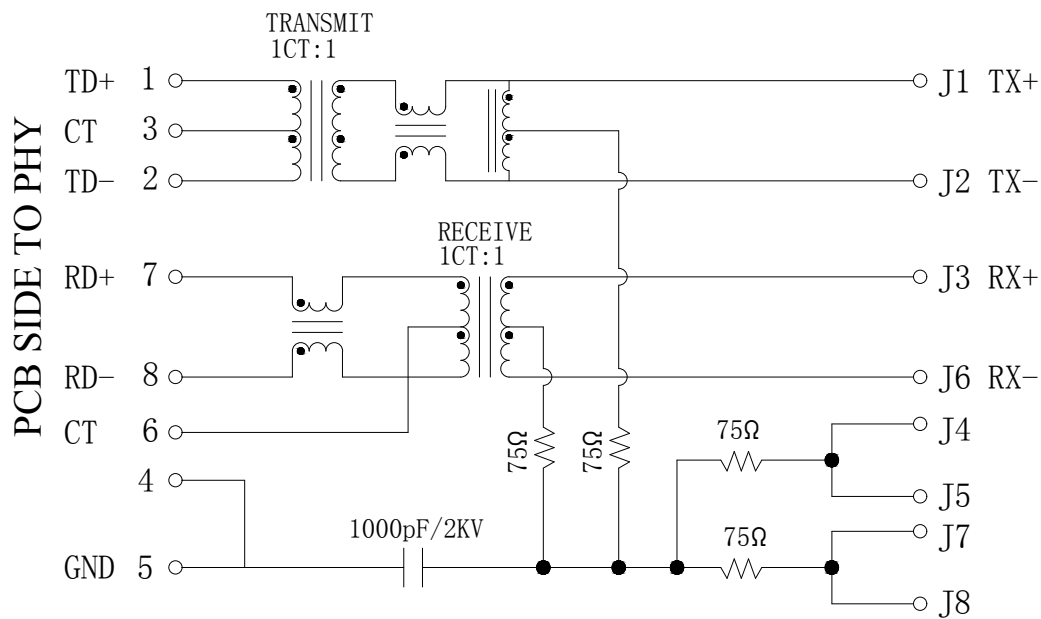 TRANSMIT
1CT:1
TD+ 1
J1 TX+
CT 3
TD- 2
J2 TX-
PCB SIDE TO PHY
RECEIVE
1CT:1
RD+ 7
J3 RX+
RD- 8
J6 RX-
CT 6
75Ω
75Ω
75Ω
J4
4
J5
1000pF/2KV
75Ω
J7
GND 5
J8